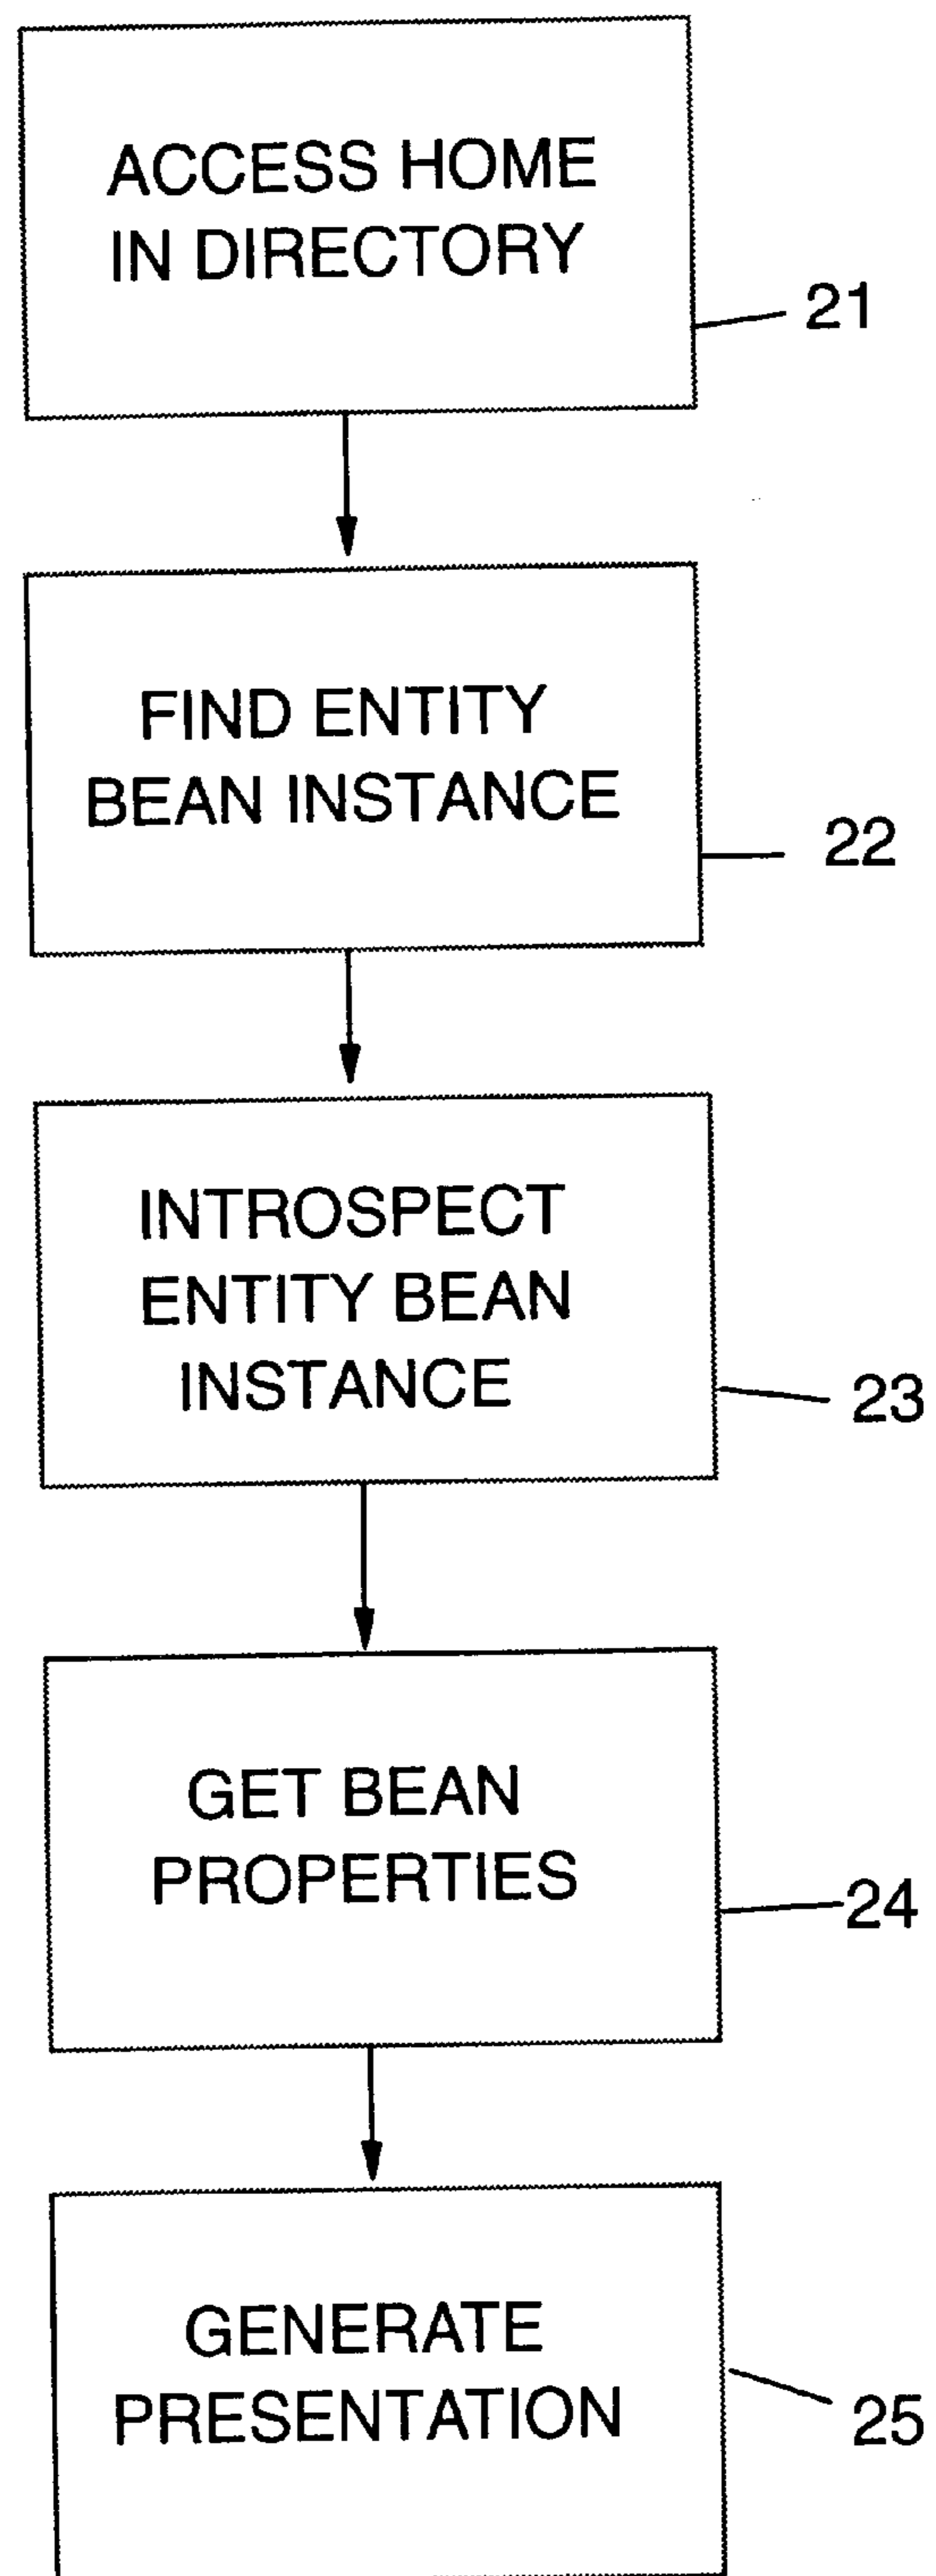 ACCESS HOME
IN DIRECTORY
21
FIND ENTITY
BEAN INSTANCE
22
INTROSPECT
ENTITY BEAN
INSTANCE
23
GET BEAN
PROPERTIES
24
GENERATE
PRESENTATION
25